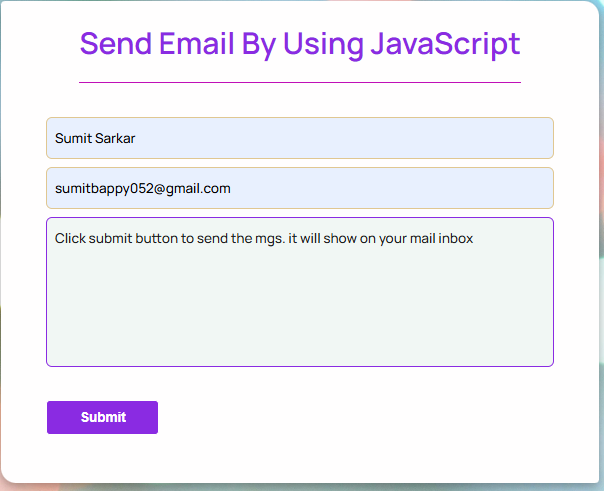 Send Email By Using JavaScript
Sumit Sarkar
sumitbappy052@gmail.com
Click submit button to send the mgs. it will show on your mail inbox
Submit